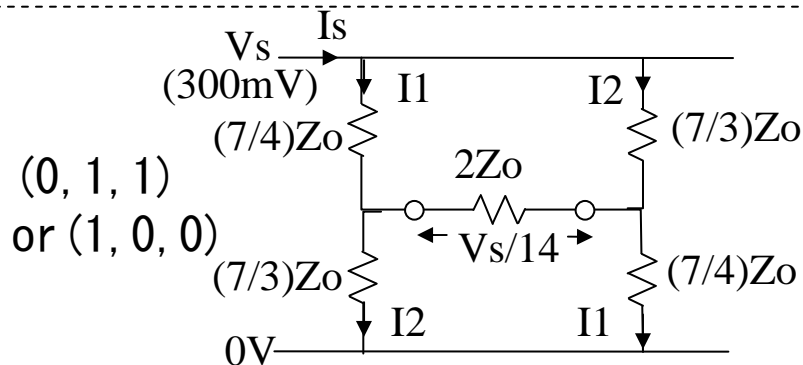 Is
Vs
(300mV)
I1
I2
(7/4)Zo
(7/3)Zo
2Zo
(0, 1, 1)
or (1, 0, 0)
Vs/14
(7/3)Zo
(7/4)Zo
I2
I1
0V